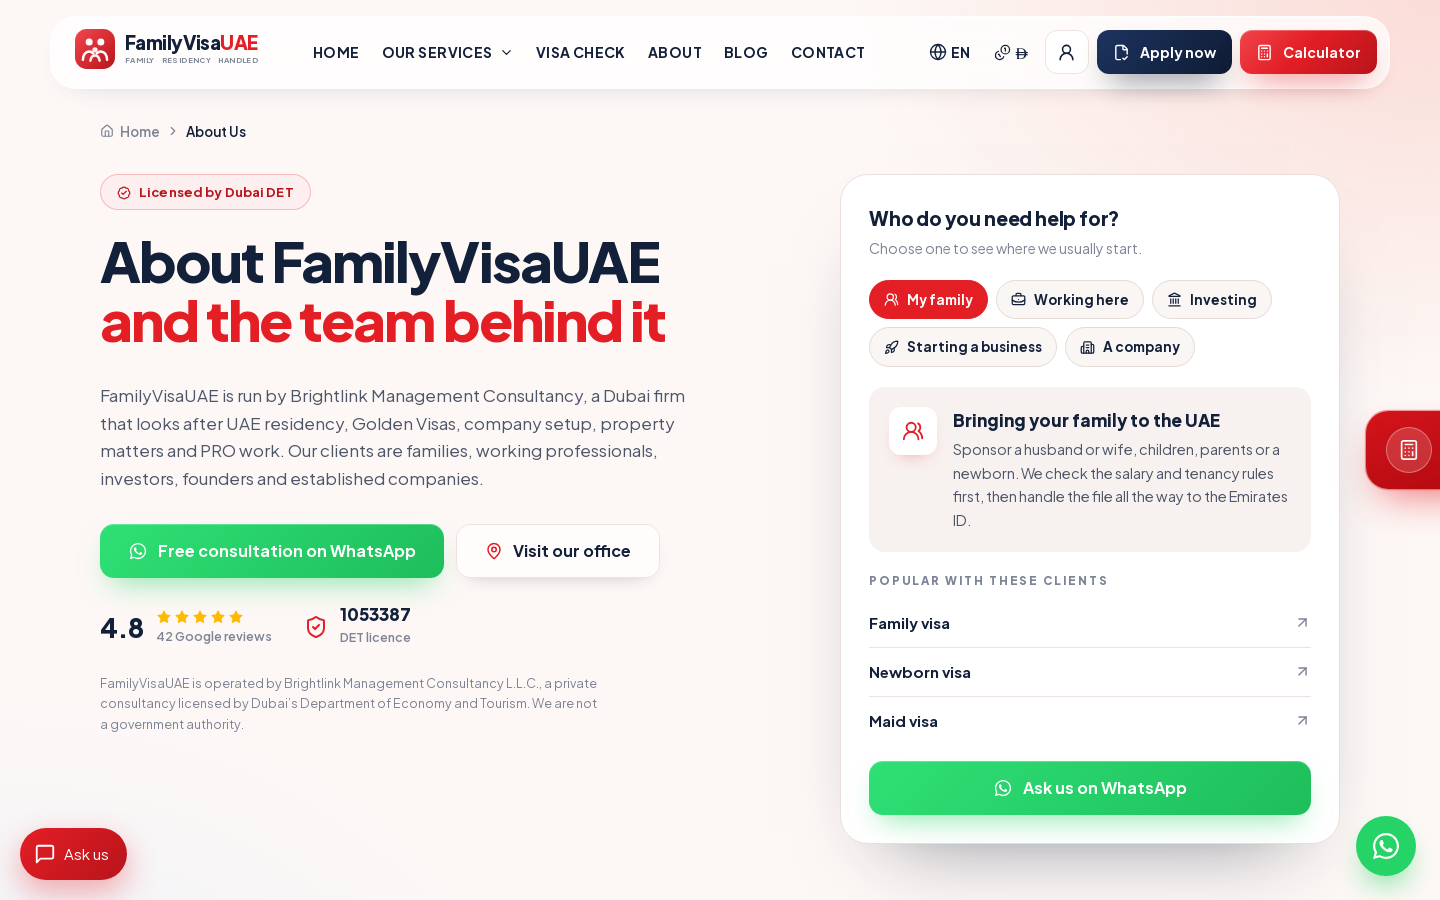 FamilyVisaUAE
FAMILY RESIDENCY HANDLED
HOME
OUR SERVICES
VISA CHECK
ABOUT
BLOG
CONTACT
EN
Apply now
Calculator
Home
About Us
Licensed by Dubai DET
About FamilyVisaUAE
and the team behind it
FamilyVisaUAE is run by Brightlink Management Consultancy, a Dubai firm
that looks after UAE residency, Golden Visas, company setup, property
matters and PRO work. Our clients are families, working professionals,
investors, founders and established companies.
Free consultation on WhatsApp
Visit our office
4.8
42 Google reviews
1053387
DET licence
FamilyVisaUAE is operated by Brightlink Management Consultancy L.L.C., a private
consultancy licensed by Dubai’s Department of Economy and Tourism. We are not
a government authority.
Who do you need help for?
Choose one to see where we usually start.
My family
Working here
Investing
Starting a business
A company
Bringing your family to the UAE
Sponsor a husband or wife, children, parents or a
newborn. We check the salary and tenancy rules
first, then handle the file all the way to the Emirates
ID.
POPULAR WITH THESE CLIENTS
Family visa
Newborn visa
Maid visa
Ask us on WhatsApp
Ask us